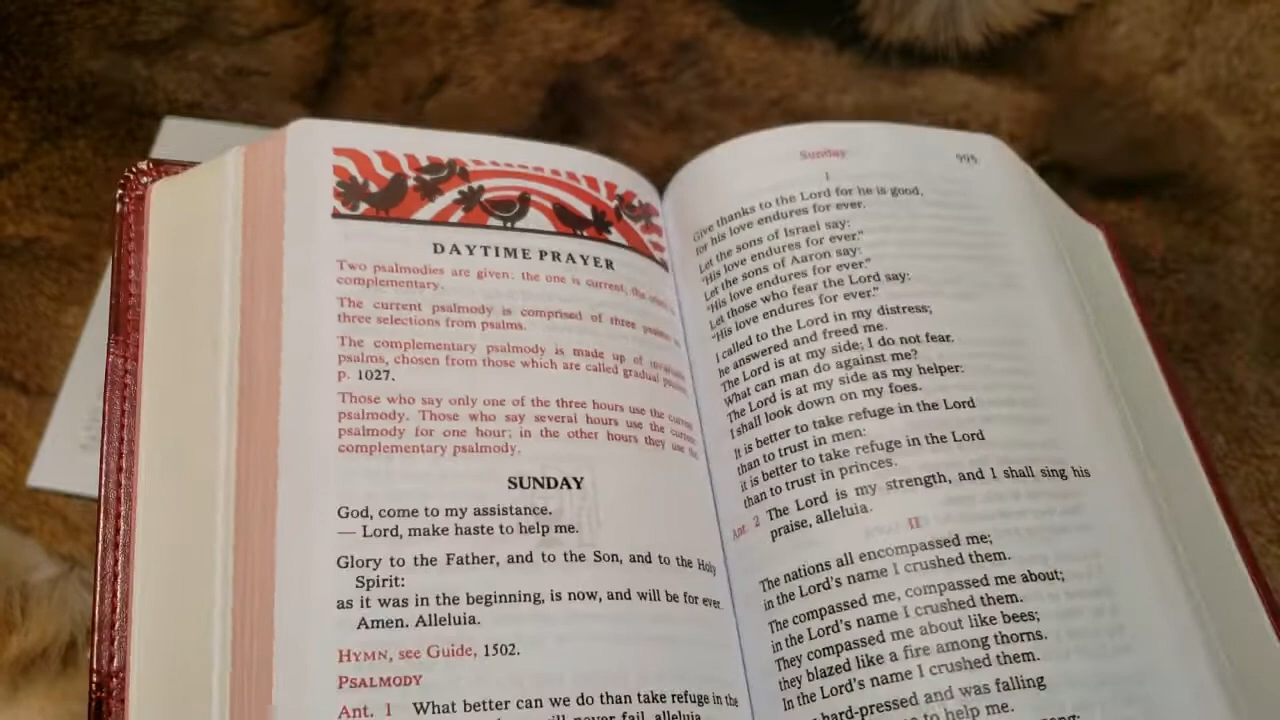 DAYTIME PRAYER
Two psalmodies are given: the one is current; the
complementary.
The current psalmody is comprised of three
three selections from psalms.
The complementary psalmody is made up of
psalms, chosen from those which are called gradual
p. 1027.
Those who say only one of the three hours use the
psalmody. Those who say several hours use the
psalmody for one hour; in the other hours they use the
complementary psalmody.
SUNDAY
God, come to my assistance.
— Lord, make haste to help me.
Glory to the Father, and to the Son, and to the Holy
Spirit:
as it was in the beginning, is now, and will be for ever.
Amen. Alleluia.
HYMN, see Guide, 1502.
PSALMODY
Ant. 1 What better can we do than take refuge in the
will never fail, alleluia.
Sunday 995
I
Give thanks to the Lord for he is good,
for his love endures for ever.
Let the sons of Israel say:
"His love endures for ever."
Let the sons of Aaron say:
"His love endures for ever."
Let those who fear the Lord say:
"His love endures for ever."
I called to the Lord in my distress;
he answered and freed me.
The Lord is at my side; I do not fear.
What can man do against me?
The Lord is at my side as my helper:
I shall look down on my foes.
It is better to take refuge in the Lord
than to trust in men:
it is better to take refuge in the Lord
than to trust in princes.
Ant. 2 The Lord is my strength, and I shall sing his
praise, alleluia.
II
The nations all encompassed me;
in the Lord's name I crushed them.
They compassed me, compassed me about;
in the Lord's name I crushed them.
They compassed me about like bees;
they blazed like a fire among thorns.
In the Lord's name I crushed them.
hard-pressed and was falling
to help me.